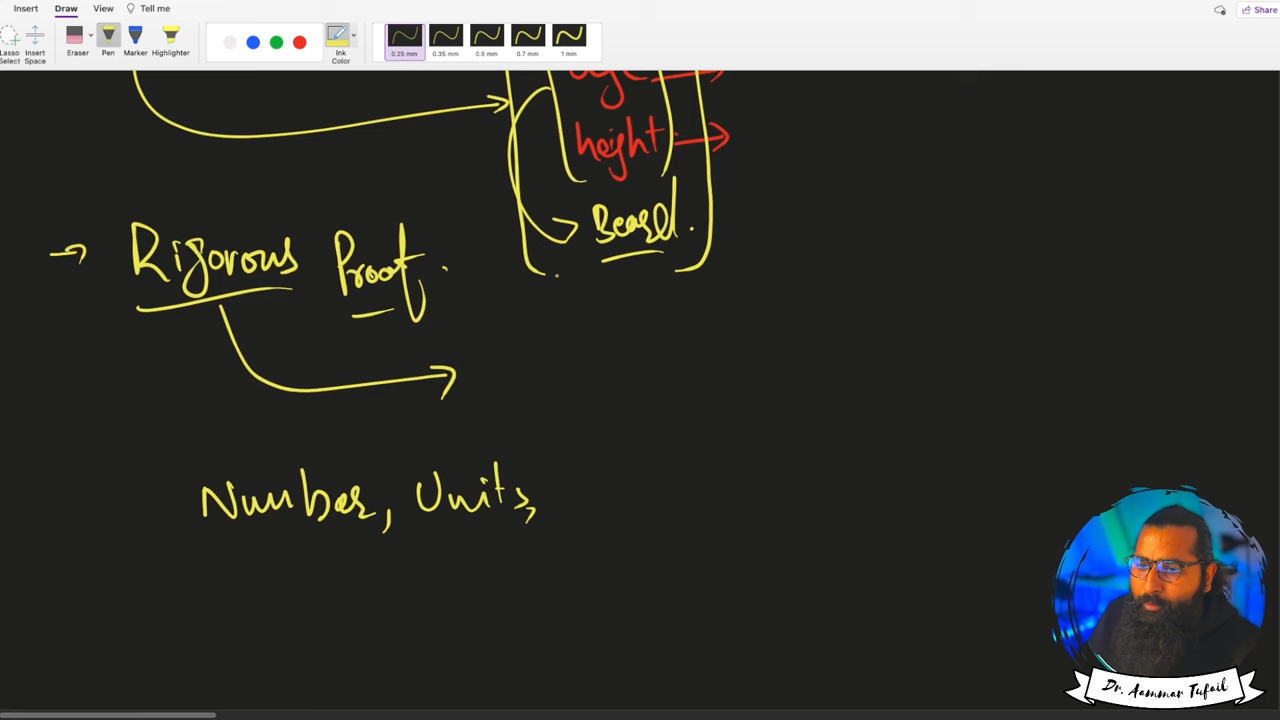 Insert Draw View Tell me
Share
Lasso Select
Insert Space
Eraser
Pen
Marker
Highlighter
Ink Color
0.25 mm
0.35 mm
0.5 mm
0.7 mm
1 mm
height
Beard.
→ Rigorous Proof.
Number, Units,
Dr. Aammar Tufail